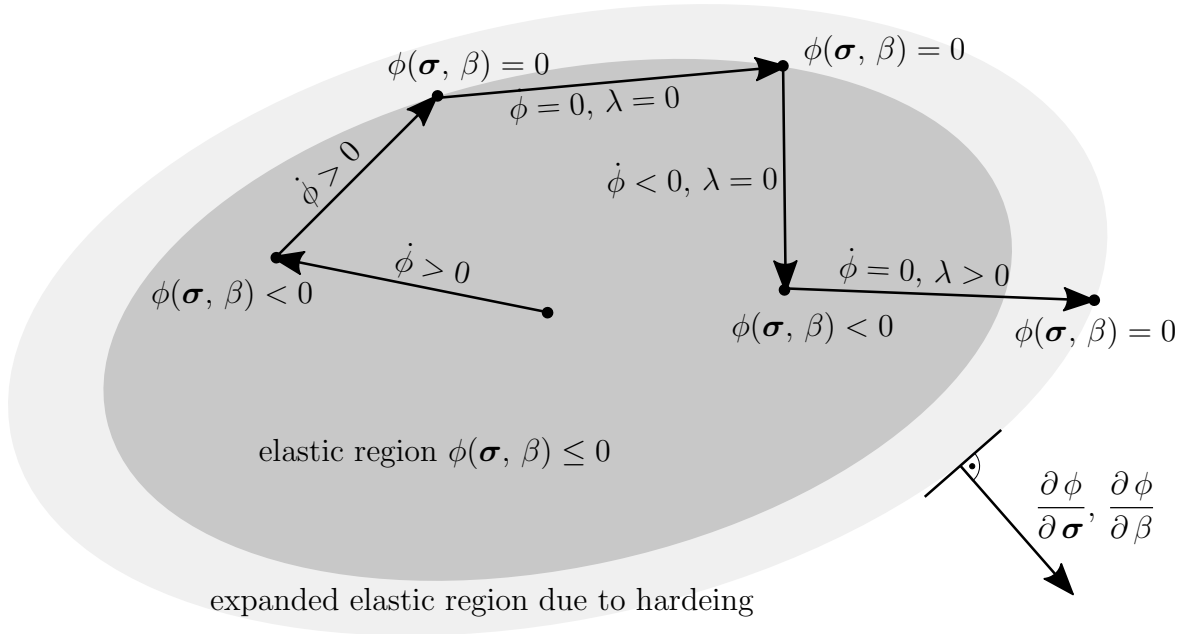 ϕ(σ, β) = 0
ϕ(σ, β) = 0
ϕ̇ = 0, λ = 0
ϕ̇ > 0
ϕ̇ < 0, λ = 0
ϕ̇ > 0
ϕ̇ = 0, λ > 0
ϕ(σ, β) < 0
ϕ(σ, β) < 0
ϕ(σ, β) = 0
elastic region ϕ(σ, β) ≤ 0
∂ϕ/∂σ, ∂ϕ/∂β
expanded elastic region due to hardeing